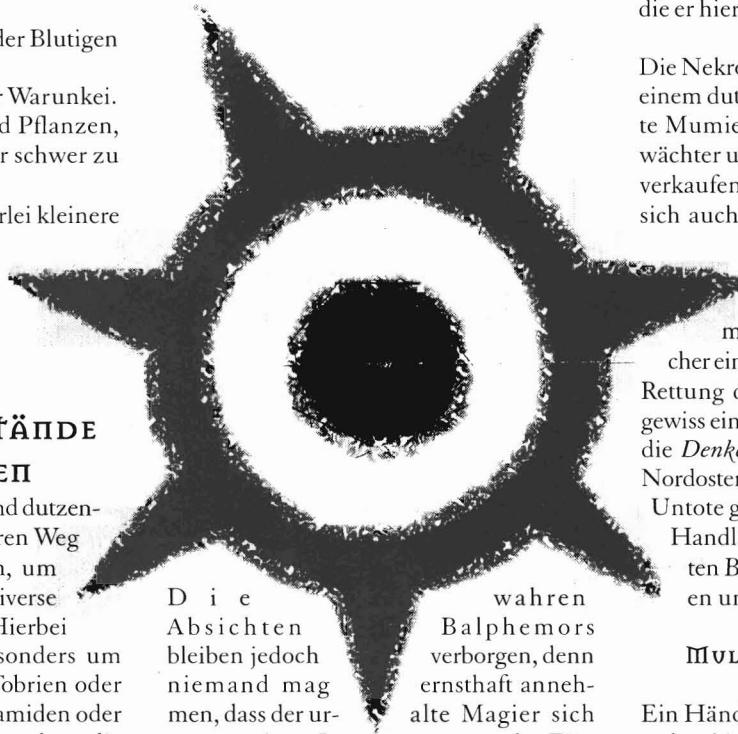 der Blutigen
r Warunkei.
d Pflanzen,
r schwer zu
rlei kleinere
TÄNDE
EN
nd dutzen-
ren Weg
n, um
iverse
Hierbei
sonders um
obrien oder
amiden oder
Die wahren
Absichten Balphemors
bleiben jedoch verborgen, denn
niemand mag ernsthaft anneh-
men, dass der ur- alte Magier sich
die er hier
Die Nekro
einem dut
te Mumie
wächter u
verkaufen
sich auch
m
cher ein
Rettung d
gewiss ein
die Denk
Nordoster
Untote g
Handl
ten B
en un
MUL
Ein Händ